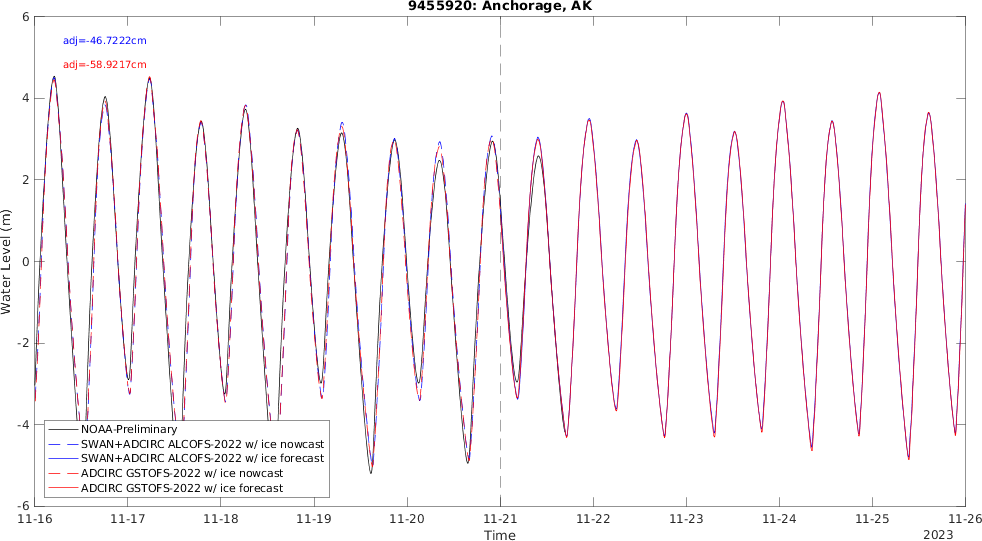 9455920: Anchorage, AK
adj=-46.7222cm
adj=-58.9217cm
6
4
2
0
-2
-4
-6
Water Level (m)
NOAA-Preliminary
SWAN+ADCIRC ALCOFS-2022 w/ ice nowcast
SWAN+ADCIRC ALCOFS-2022 w/ ice forecast
ADCIRC GSTOFS-2022 w/ ice nowcast
ADCIRC GSTOFS-2022 w/ ice forecast
11-16 11-17 11-18 11-19 11-20 11-21 11-22 11-23 11-24 11-25 11-26
Time
2023